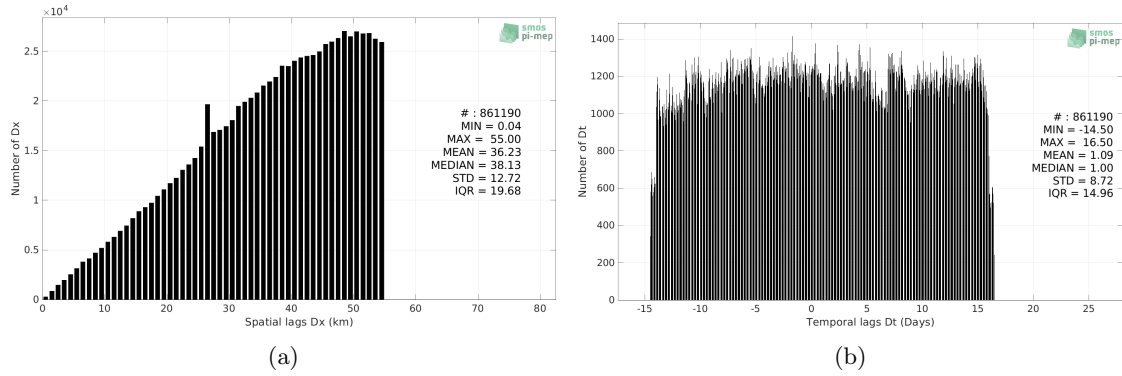 ×10⁴
smos
pi-mep
2.5
2
1.5
1
0.5
0
Number of Dx
# : 861190
MIN = 0.04
MAX = 55.00
MEAN = 36.23
MEDIAN = 38.13
STD = 12.72
IQR = 19.68
0 10 20 30 40 50 60 70 80
Spatial lags Dx (km)
(a)
smos
pi-mep
1400
1200
1000
800
600
400
200
0
Number of Dt
# : 861190
MIN = -14.50
MAX = 16.50
MEAN = 1.09
MEDIAN = 1.00
STD = 8.72
IQR = 14.96
-15 -10 -5 0 5 10 15 20 25
Temporal lags Dt (Days)
(b)